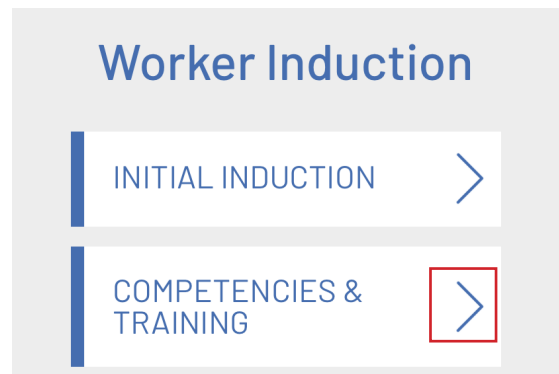 Worker Induction
INITIAL INDUCTION
COMPETENCIES &
TRAINING